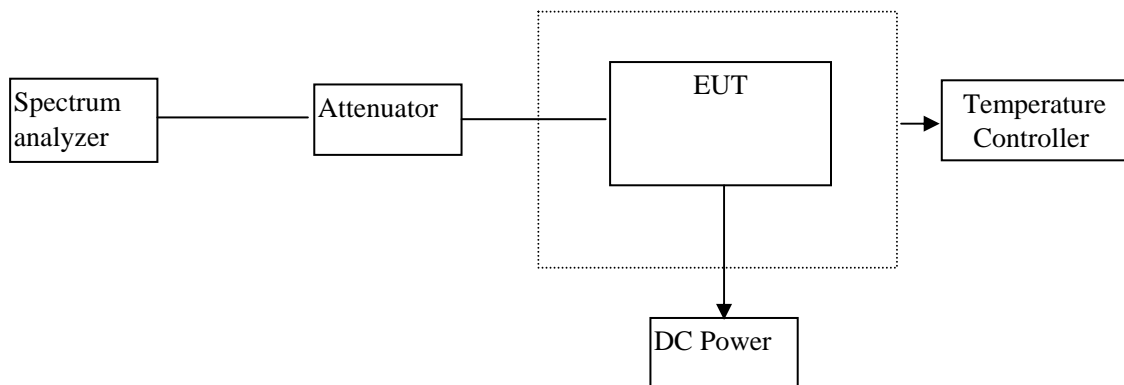 Spectrum
analyzer
Attenuator
EUT
Temperature
Controller
DC Power